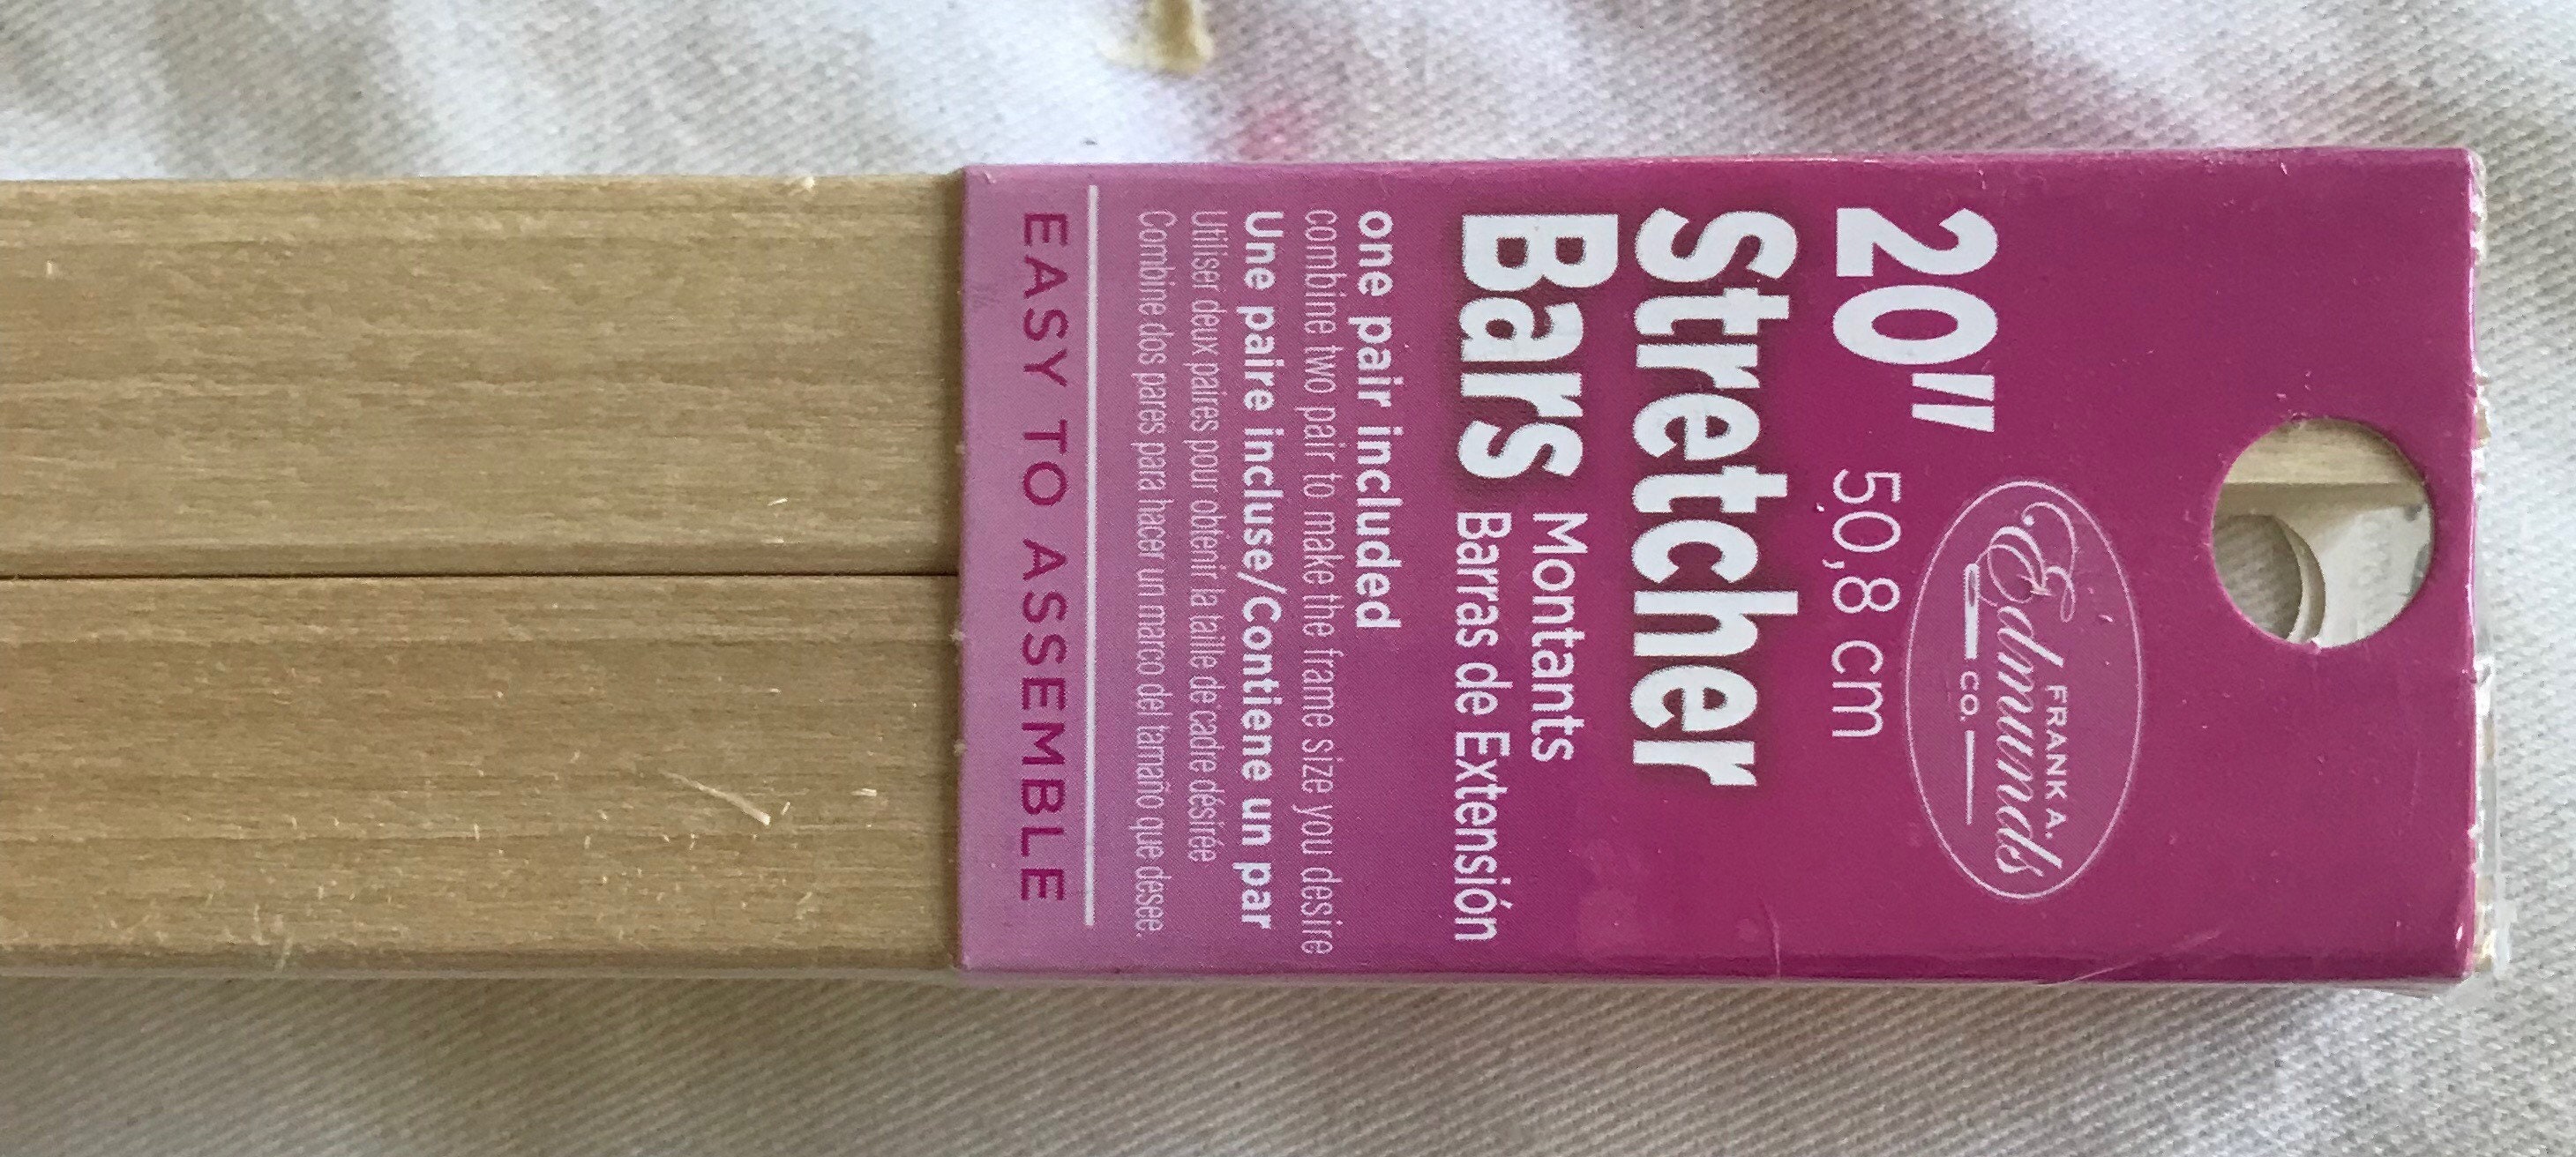 FRANK A.
Edmunds
CO.
20" 50,8 cm
Stretcher
Bars Montants
Barras de Extensión
one pair included
combine two pair to make the frame size you desire
Une paire incluse/Contiene un par
Utiliser deux paires pour obtenir la taille de cadre désirée
Combine dos pares para hacer un marco del tamaño que desee.
EASY TO ASSEMBLE